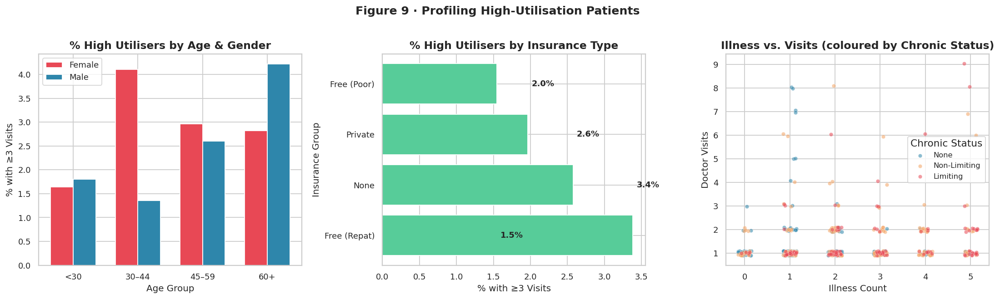 Figure 9 · Profiling High-Utilisation Patients
% High Utilisers by Age & Gender
Female
Male
% with ≥3 Visits
4.0
3.5
3.0
2.5
2.0
1.5
1.0
0.5
0.0
<30
30–44
45–59
60+
Age Group
% High Utilisers by Insurance Type
Insurance Group
Free (Poor)
2.0%
Private
2.6%
None
3.4%
Free (Repat)
1.5%
0.0
0.5
1.0
1.5
2.0
2.5
3.0
3.5
% with ≥3 Visits
Illness vs. Visits (coloured by Chronic Status)
Doctor Visits
9
8
7
6
5
4
3
2
1
Chronic Status
None
Non-Limiting
Limiting
0
1
2
3
4
5
Illness Count